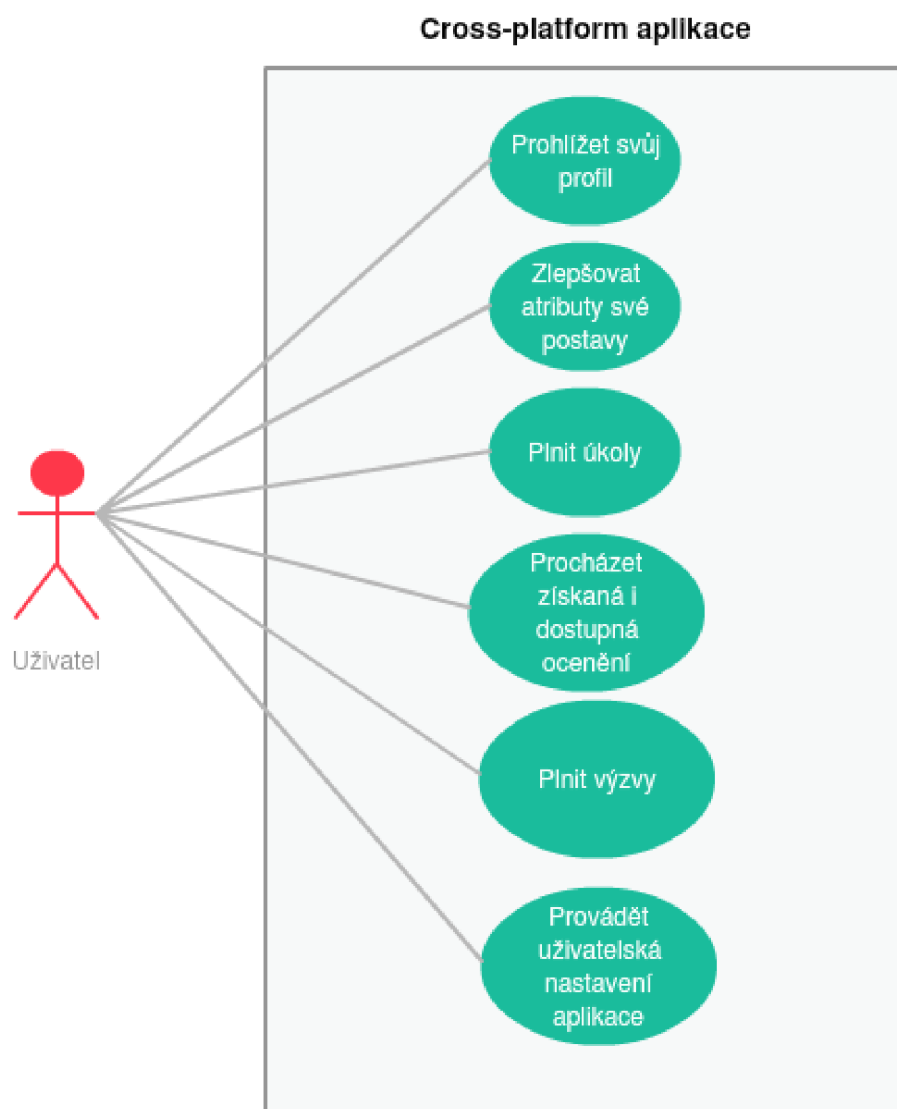 Cross-platform aplikace
Prohlížet svůj
profil
Zlepšovat
atributy své
postavy
Plnit úkoly
Procházet
získaná i
dostupná
ocenění
Uživatel
Plnit výzvy
Provádět
uživatelská
nastavení
aplikace